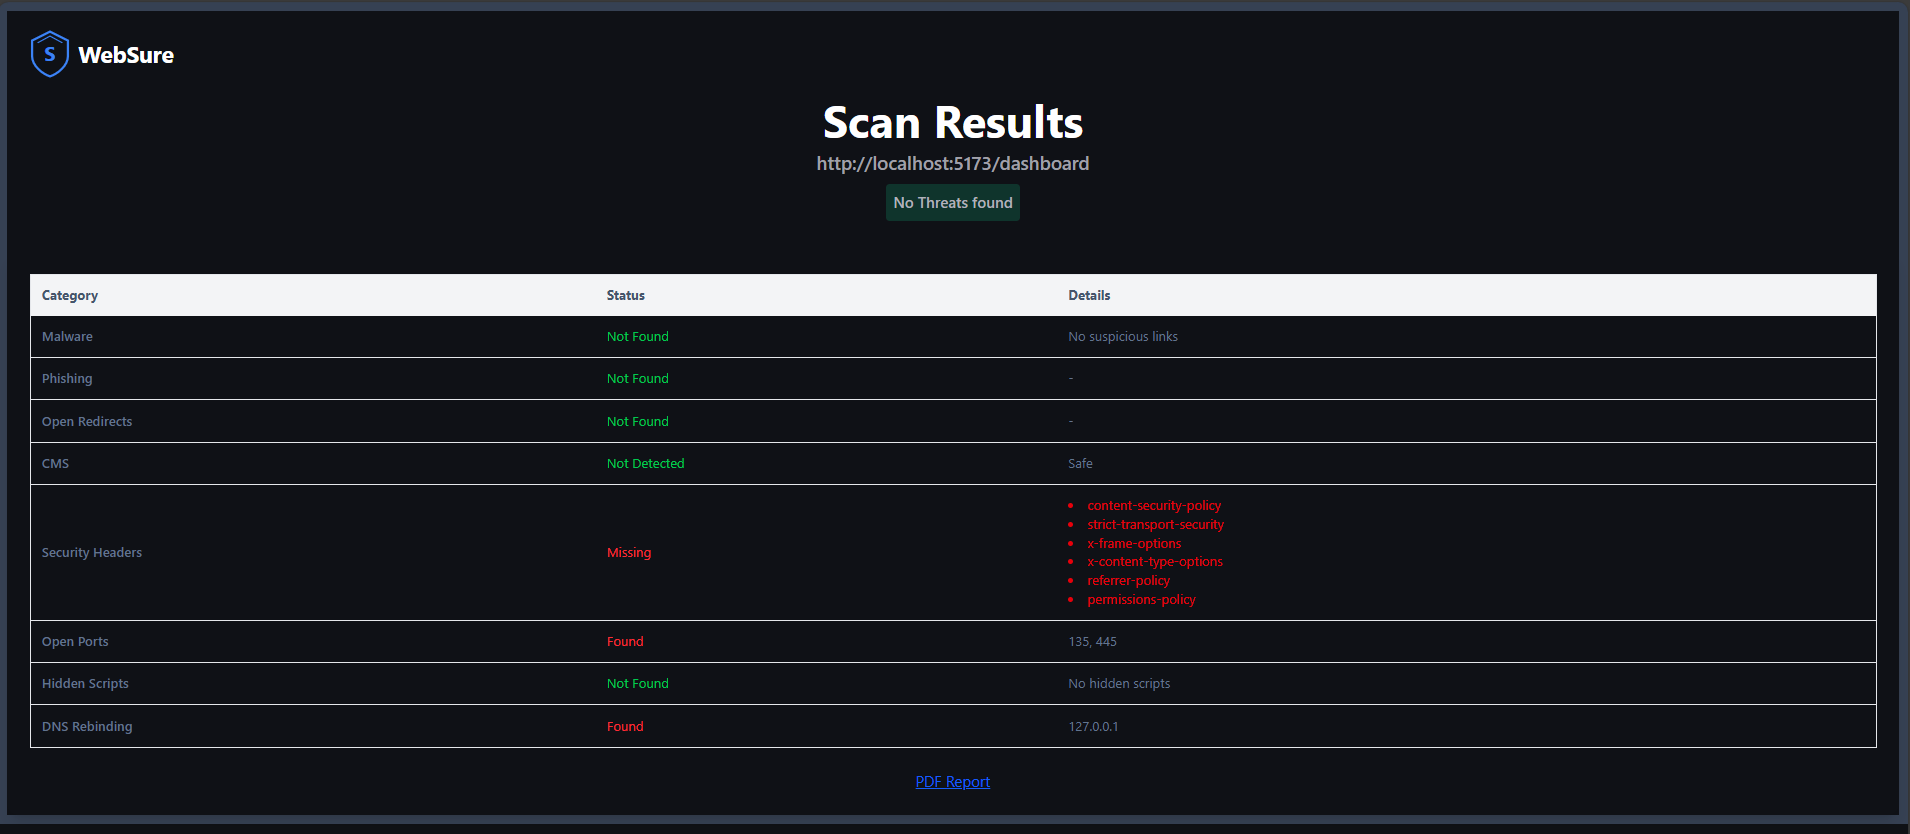 S WebSure
Scan Results
http://localhost:5173/dashboard
No Threats found
Category Status Details
Malware Not Found No suspicious links
Phishing Not Found -
Open Redirects Not Found -
CMS Not Detected Safe
Security Headers Missing
• content-security-policy
• strict-transport-security
• x-frame-options
• x-content-type-options
• referrer-policy
• permissions-policy
Open Ports Found 135, 445
Hidden Scripts Not Found No hidden scripts
DNS Rebinding Found 127.0.0.1
PDF Report